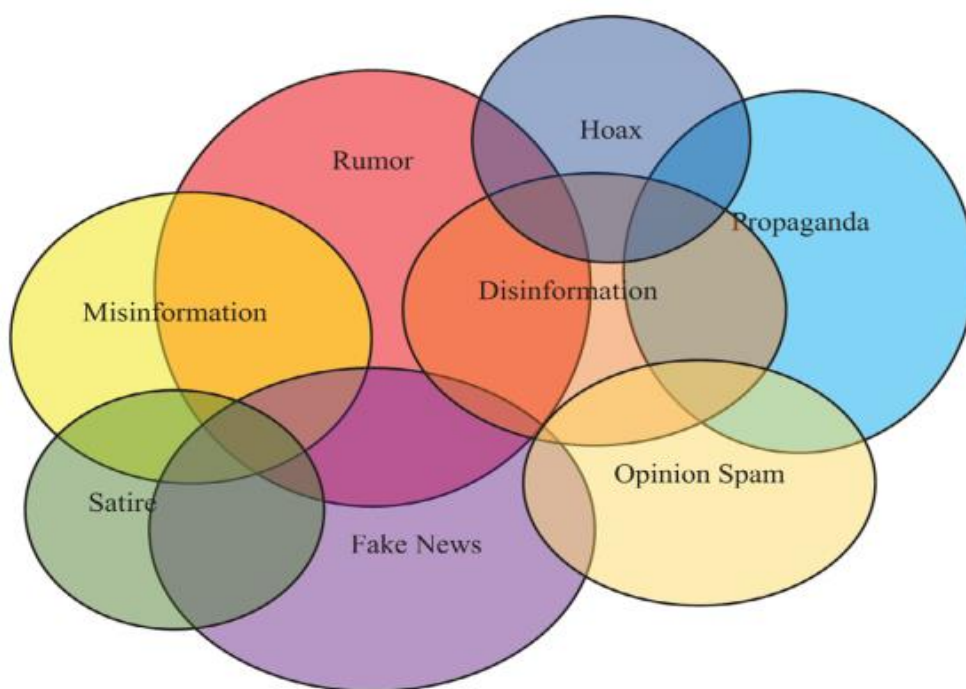 Hoax
Rumor
Propaganda
Disinformation
Misinformation
Opinion Spam
Satire
Fake News